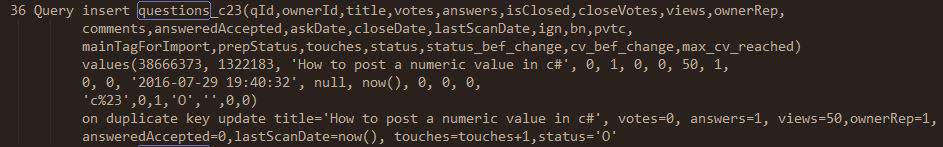 36 Query insert questions_c23(qId,ownerId,title,votes,answers,isClosed,closeVotes,views,ownerRep,
comments,answeredAccepted,askDate,closeDate,lastScanDate,ign,bn,pvtc,
mainTagForImport,prepStatus,touches,status,status_bef_change,cv_bef_change,max_cv_reached)
values(38666373, 1322183, 'How to post a numeric value in c#', 0, 1, 0, 0, 50, 1,
0, 0, '2016-07-29 19:40:32', null, now(), 0, 0, 0,
'c%23',0,1,'O','',0,0)
on duplicate key update title='How to post a numeric value in c#', votes=0, answers=1, views=50,ownerRep=1,
answeredAccepted=0,lastScanDate=now(), touches=touches+1,status='O'